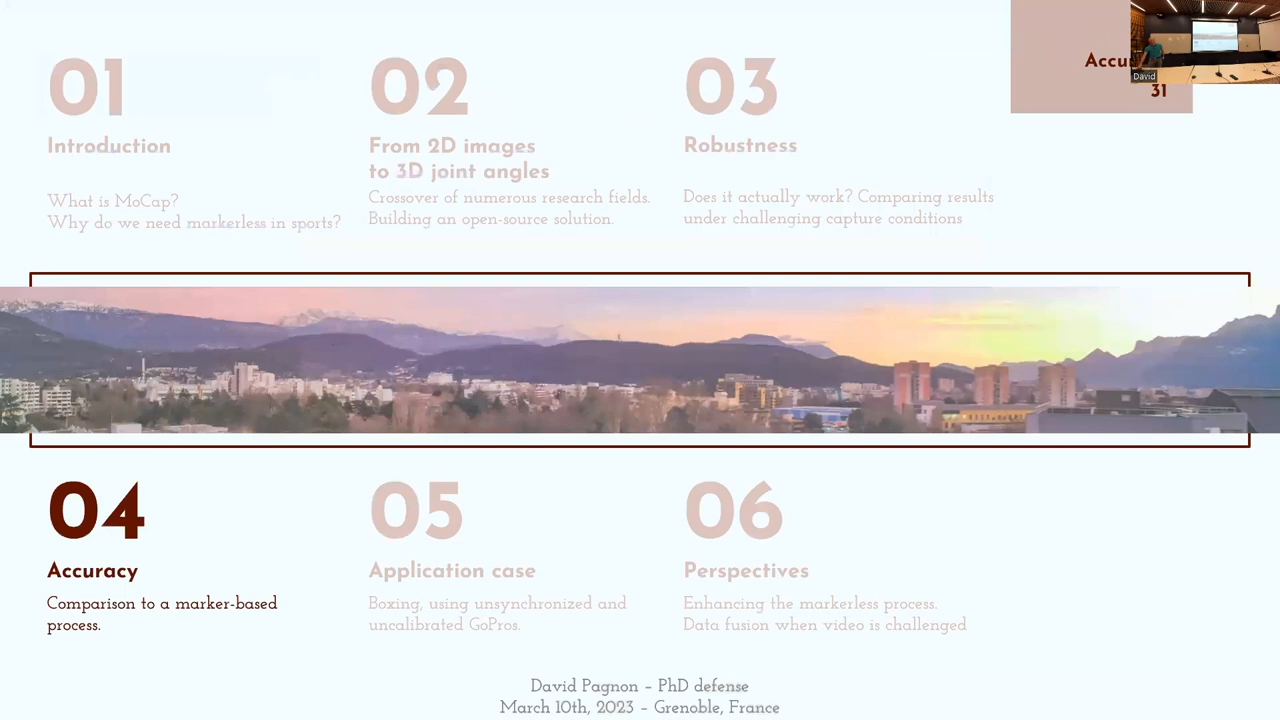 01
Introduction
What is MoCap?
Why do we need markerless in sports?
02
From 2D images
to 3D joint angles
Crossover of numerous research fields.
Building an open-source solution.
03
Robustness
Does it actually work? Comparing results
under challenging capture conditions
Accu
31
David
04
Accuracy
Comparison to a marker-based
process.
05
Application case
Boxing, using unsynchronized and
uncalibrated GoPros.
06
Perspectives
Enhancing the markerless process.
Data fusion when video is challenged
David Pagnon – PhD defense
March 10th, 2023 – Grenoble, France